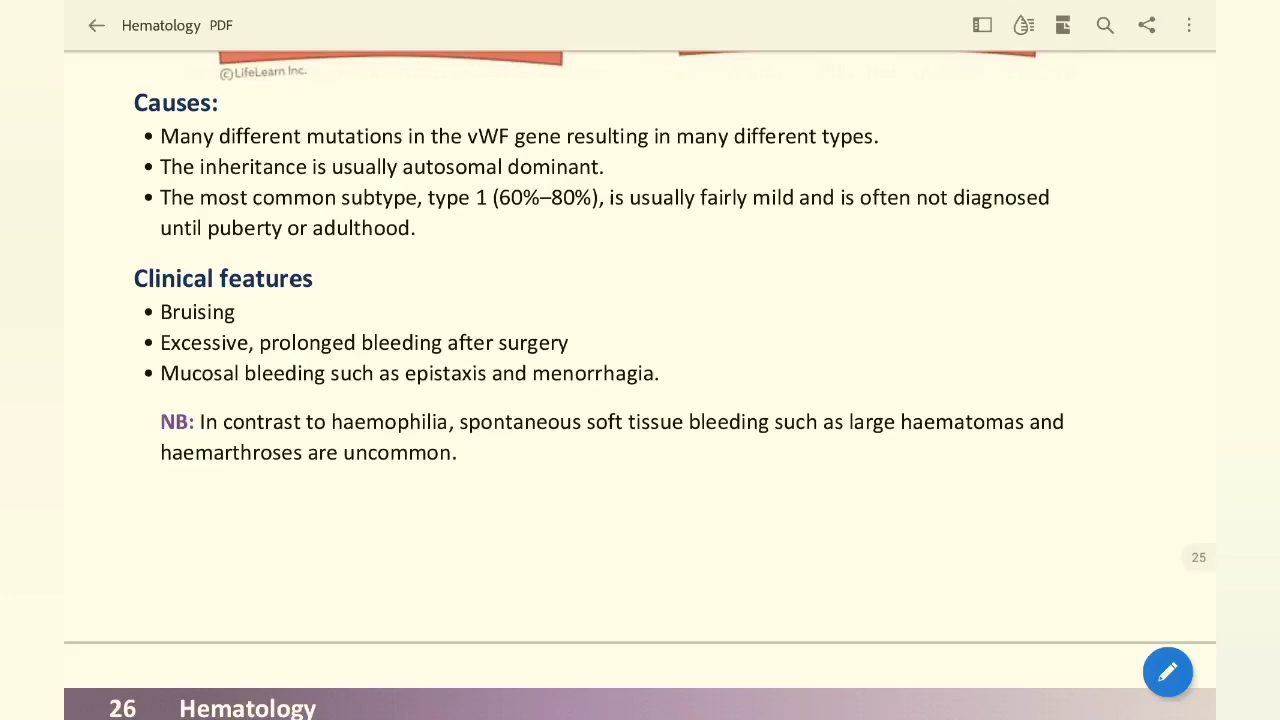 Hematology PDF
©LifeLearn Inc.
Causes:
• Many different mutations in the vWF gene resulting in many different types.
• The inheritance is usually autosomal dominant.
• The most common subtype, type 1 (60%–80%), is usually fairly mild and is often not diagnosed
until puberty or adulthood.
Clinical features
• Bruising
• Excessive, prolonged bleeding after surgery
• Mucosal bleeding such as epistaxis and menorrhagia.
NB: In contrast to haemophilia, spontaneous soft tissue bleeding such as large haematomas and
haemarthroses are uncommon.
25
26 Hematology